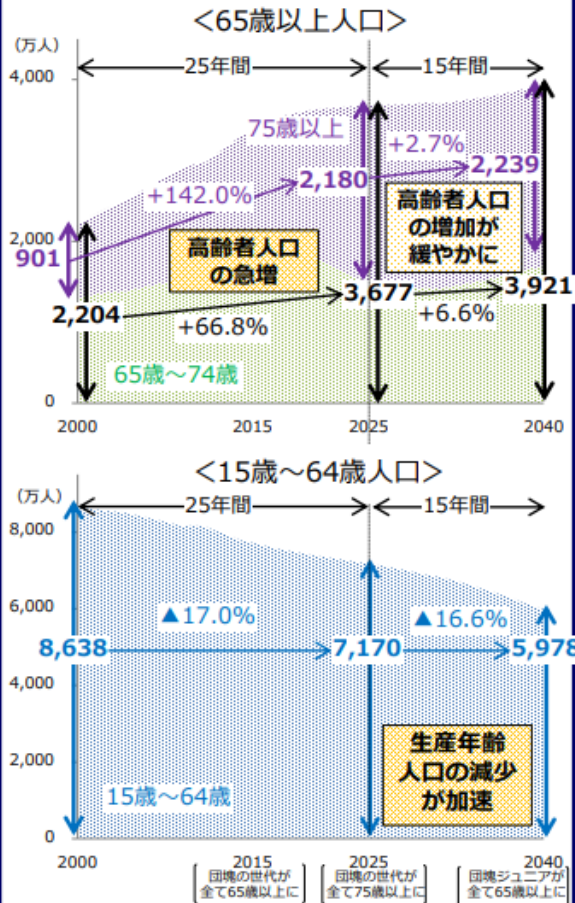 <65歳以上人口>
(万人)
4,000
25年間
15年間
75歳以上
+2.7%
2,180
2,239
+142.0%
高齢者人口
の増加が
緩やかに
2,000
901
高齢者人口
の急増
2,204
3,677
3,921
+66.8%
+6.6%
65歳～74歳
0
2000
2015
2025
2040
<15歳～64歳人口>
(万人)
25年間
15年間
8,000
6,000
▲17.0%
▲16.6%
8,638
7,170
5,978
4,000
2,000
生産年齢
人口の減少
が加速
15歳～64歳
0
2000
2015
2025
2040
団塊の世代が
全て65歳以上に
団塊の世代が
全て75歳以上に
団塊ジュニアが
全て65歳以上に